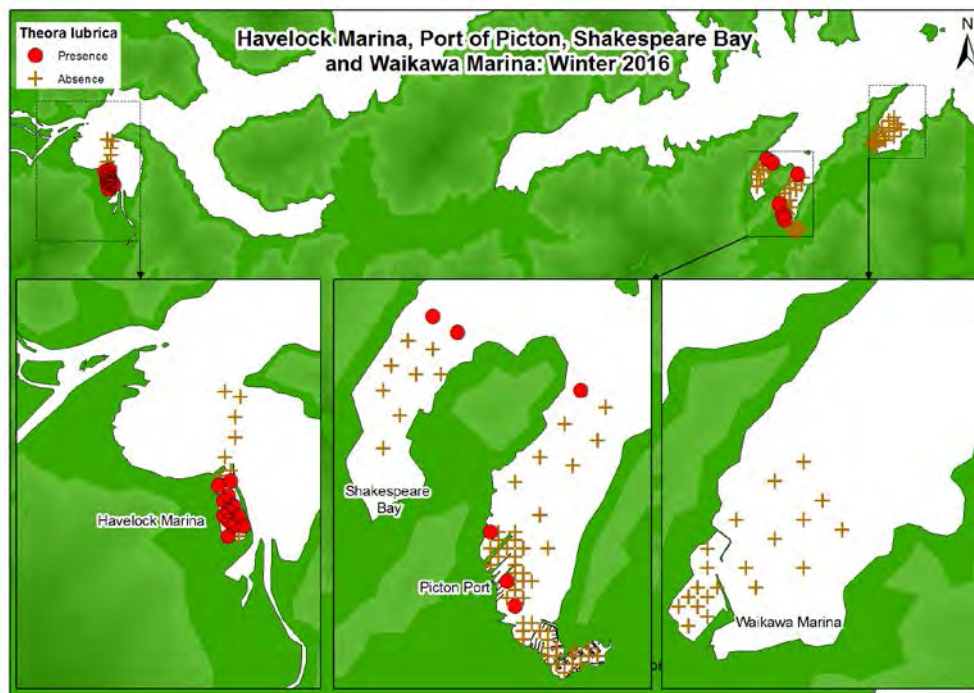 Theora lubrica
Presence
Absence
Havelock Marina, Port of Picton, Shakespeare Bay
and Waikawa Marina: Winter 2016
N
Havelock Marina
Shakespeare
Bay
Picton Port
Waikawa Marina